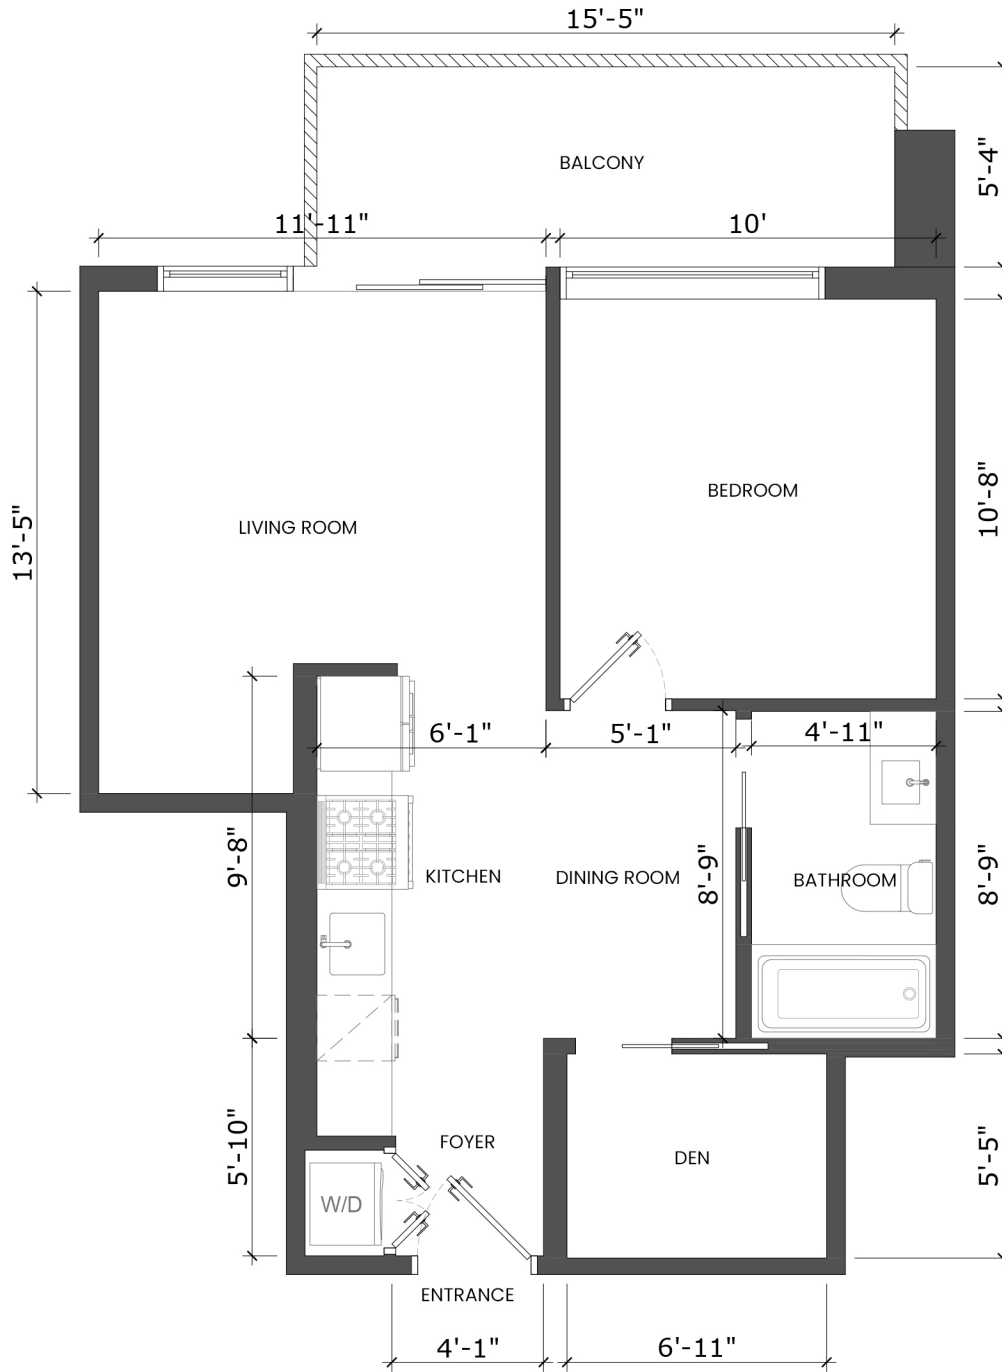 15'-5"
BALCONY
5'-4"
11'-11"
10'
13'-5"
LIVING ROOM
BEDROOM
10'-8"
6'-1"
5'-1"
4'-11"
9'-8"
KITCHEN
DINING ROOM
8'-9"
BATHROOM
8'-9"
5'-10"
FOYER
DEN
5'-5"
W/D
ENTRANCE
4'-1"
6'-11"